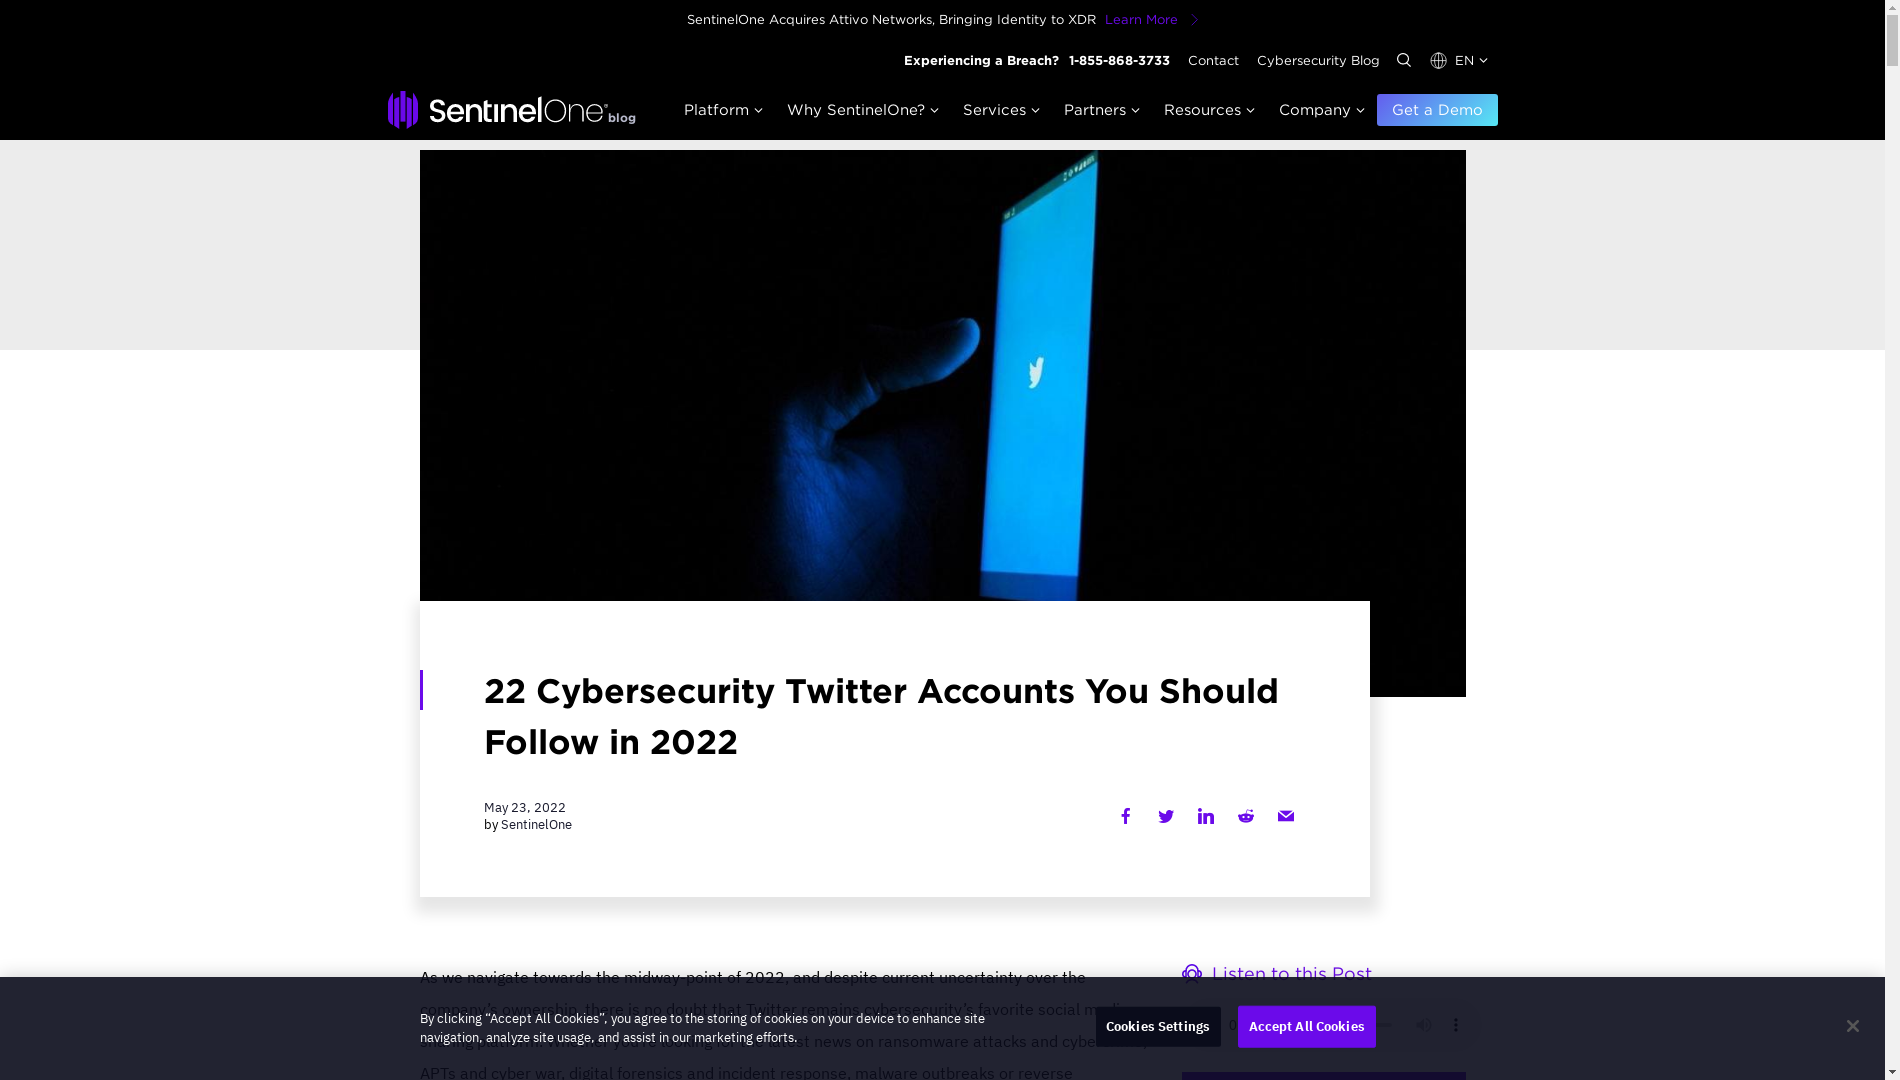 SentinelOne Acquires Attivo Networks, Bringing Identity to XDR Learn More
Experiencing a Breach? 1-855-868-3733 Contact Cybersecurity Blog EN
SentinelOne blog Platform Why SentinelOne? Services Partners Resources Company Get a Demo
22 Cybersecurity Twitter Accounts You Should
Follow in 2022
May 23, 2022
by SentinelOne
As we navigate towards the midway-point of 2022, and despite current uncertainty over the
Listen to this Post
company's ownership, there is no doubt that Twitter remains cybersecurity's favorite social
By clicking “Accept All Cookies”, you agree to the storing of cookies on your device to enhance site
navigation, analyze site usage, and assist in our marketing efforts.
Cookies Settings
Accept All Cookies
latest news on ransomware attacks and
APTs and cyber war, digital forensics and incident response, malware outbreaks or reverse